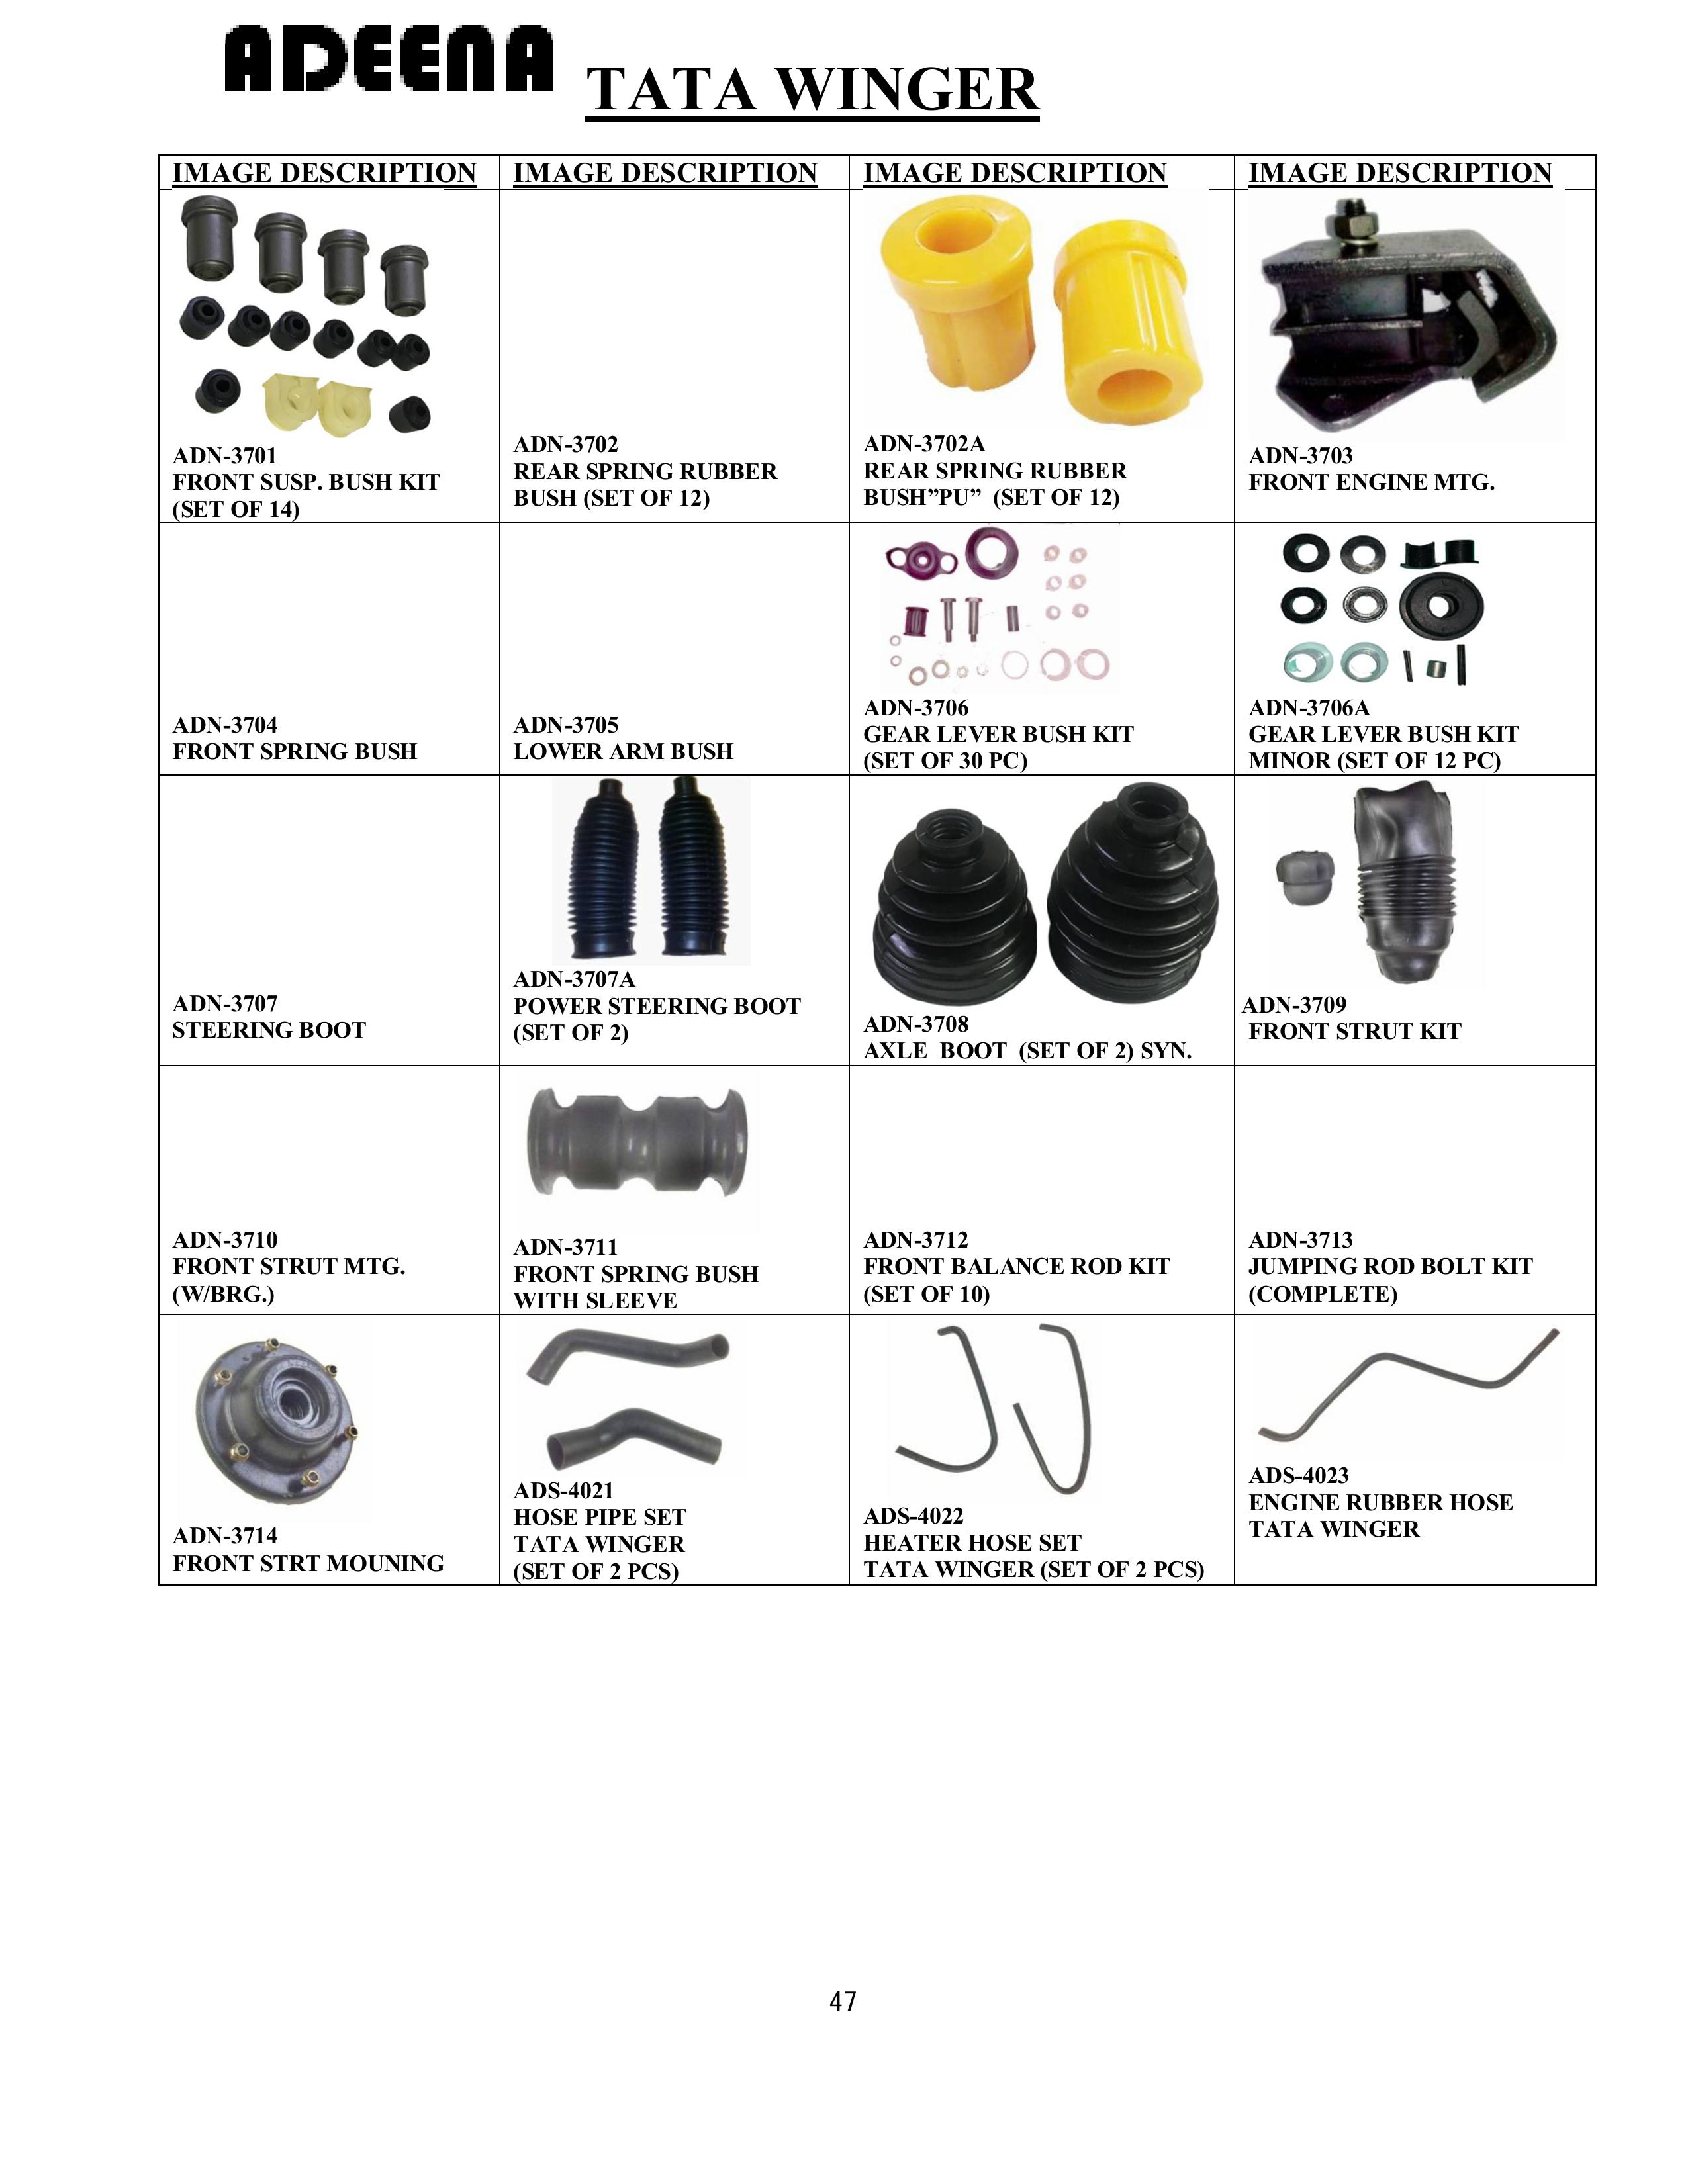 ADEENA
TATA WINGER
IMAGE DESCRIPTION
IMAGE DESCRIPTION
IMAGE DESCRIPTION
IMAGE DESCRIPTION
ADN-3701
FRONT SUSP. BUSH KIT
(SET OF 14)
ADN-3702
REAR SPRING RUBBER
BUSH (SET OF 12)
ADN-3702A
REAR SPRING RUBBER
BUSH”PU” (SET OF 12)
ADN-3703
FRONT ENGINE MTG.
ADN-3704
FRONT SPRING BUSH
ADN-3705
LOWER ARM BUSH
ADN-3706
GEAR LEVER BUSH KIT
(SET OF 30 PC)
ADN-3706A
GEAR LEVER BUSH KIT
MINOR (SET OF 12 PC)
ADN-3707
STEERING BOOT
ADN-3707A
POWER STEERING BOOT
(SET OF 2)
ADN-3708
AXLE BOOT (SET OF 2) SYN.
ADN-3709
FRONT STRUT KIT
ADN-3710
FRONT STRUT MTG.
(W/BRG.)
ADN-3711
FRONT SPRING BUSH
WITH SLEEVE
ADN-3712
FRONT BALANCE ROD KIT
(SET OF 10)
ADN-3713
JUMPING ROD BOLT KIT
(COMPLETE)
ADN-3714
FRONT STRT MOUNING
ADS-4021
HOSE PIPE SET
TATA WINGER
(SET OF 2 PCS)
ADS-4022
HEATER HOSE SET
TATA WINGER (SET OF 2 PCS)
ADS-4023
ENGINE RUBBER HOSE
TATA WINGER
47